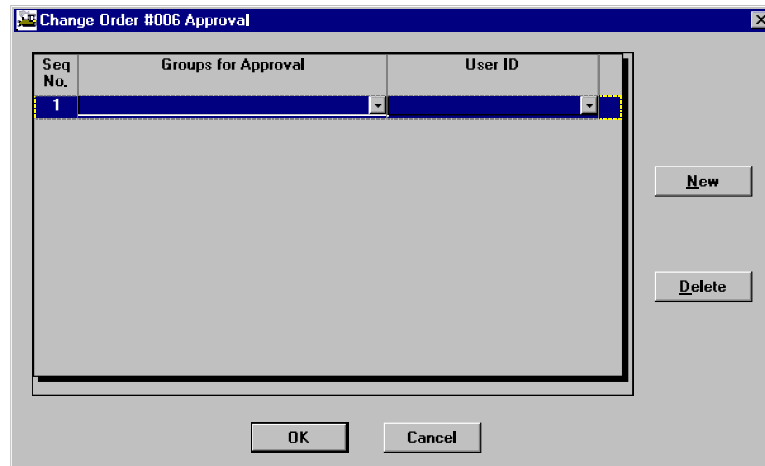 Change Order #006 Approval
Seq No. Groups for Approval User ID
1
New
Delete
OK Cancel